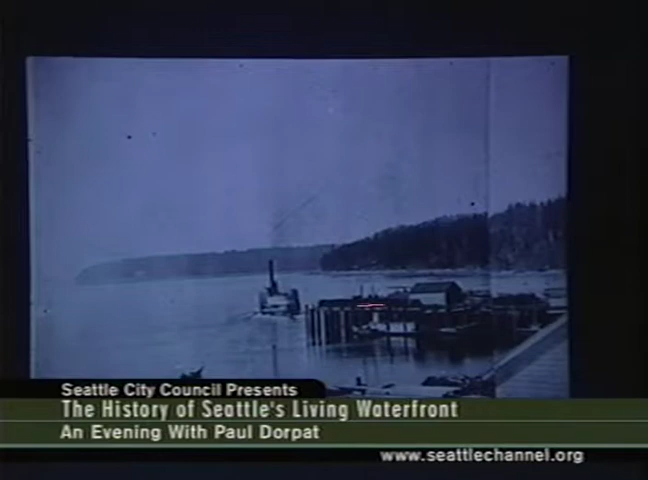 Seattle City Council Presents
The History of Seattle's Living Waterfront
An Evening With Paul Dorpat
www.seattlechannel.org